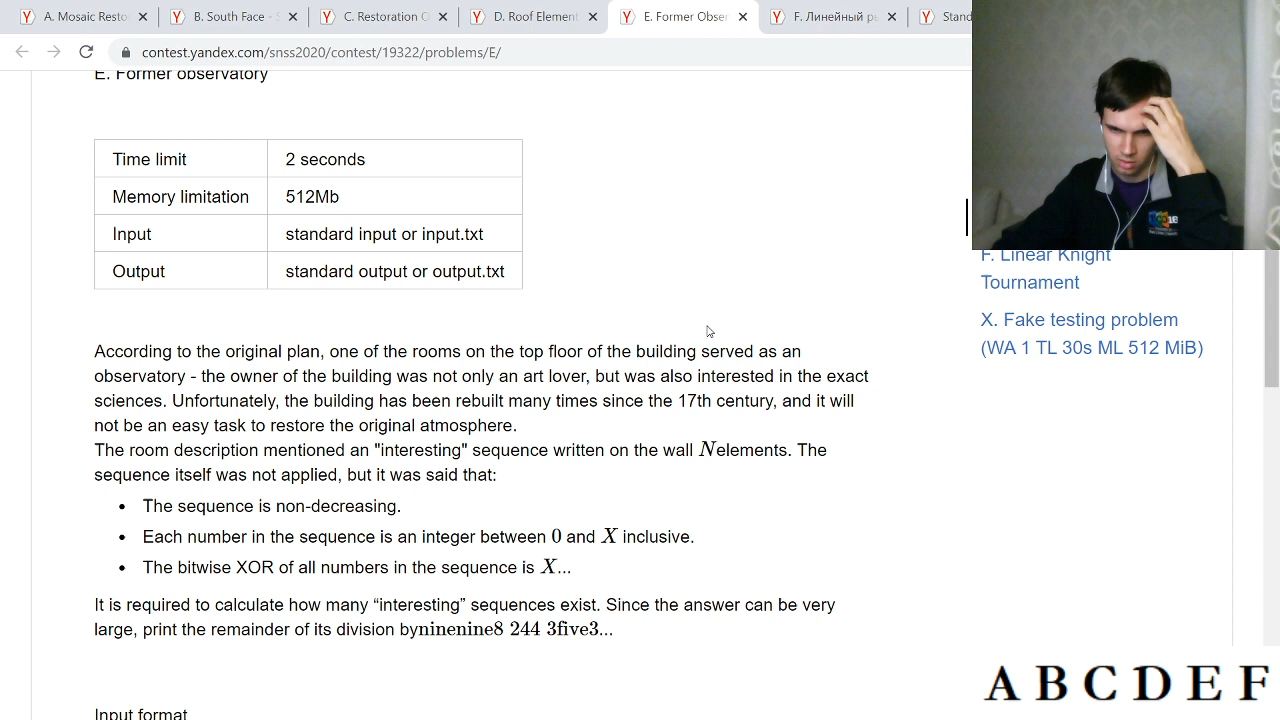 A. Mosaic Resto
B. South Face - S
C. Restoration O
D. Roof Element
E. Former Obser
F. Линейный р
Stand
contest.yandex.com/snss2020/contest/19322/problems/E/
E. Former observatory
Time limit 2 seconds
Memory limitation 512Mb
Input standard input or input.txt
Output standard output or output.txt
F. Linear Knight
Tournament
X. Fake testing problem
(WA 1 TL 30s ML 512 MiB)
According to the original plan, one of the rooms on the top floor of the building served as an
observatory - the owner of the building was not only an art lover, but was also interested in the exact
sciences. Unfortunately, the building has been rebuilt many times since the 17th century, and it will
not be an easy task to restore the original atmosphere.
The room description mentioned an "interesting" sequence written on the wall N elements. The
sequence itself was not applied, but it was said that:
• The sequence is non-decreasing.
• Each number in the sequence is an integer between 0 and X inclusive.
• The bitwise XOR of all numbers in the sequence is X...
It is required to calculate how many “interesting” sequences exist. Since the answer can be very
large, print the remainder of its division byninenine8 244 3five3...
Input format
A B C D E F